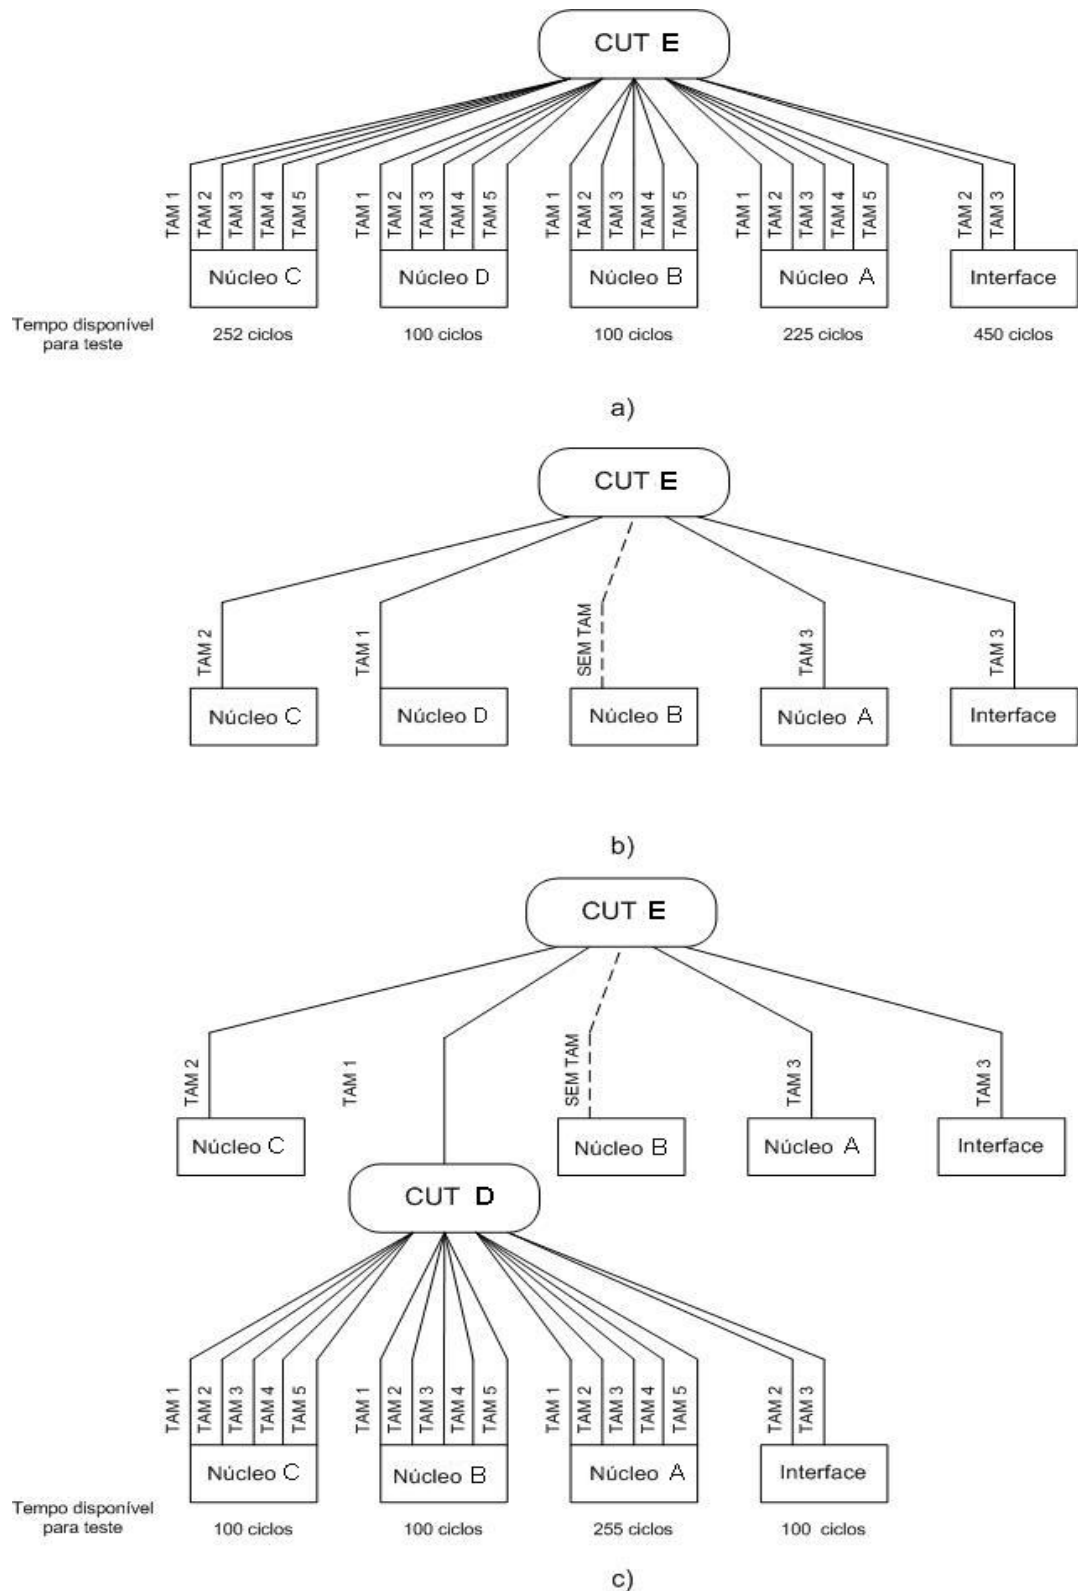 CUT E
TAM 1
TAM 2
TAM 3
TAM 4
TAM 5
TAM 1
TAM 2
TAM 3
TAM 4
TAM 5
TAM 1
TAM 2
TAM 3
TAM 4
TAM 5
TAM 1
TAM 2
TAM 3
TAM 4
TAM 5
TAM 2
TAM 3
Núcleo C
Núcleo D
Núcleo B
Núcleo A
Interface
Tempo disponível
para teste
252 ciclos
100 ciclos
100 ciclos
225 ciclos
450 ciclos
a)
CUT E
TAM 2
TAM 1
SEM TAM
TAM 3
TAM 3
Núcleo C
Núcleo D
Núcleo B
Núcleo A
Interface
b)
CUT E
TAM 2
TAM 1
SEM TAM
TAM 3
TAM 3
Núcleo C
Núcleo B
Núcleo A
Interface
CUT D
TAM 1
TAM 2
TAM 3
TAM 4
TAM 5
TAM 1
TAM 2
TAM 3
TAM 4
TAM 5
TAM 1
TAM 2
TAM 3
TAM 4
TAM 5
TAM 2
TAM 3
Núcleo C
Núcleo B
Núcleo A
Interface
Tempo disponível
para teste
100 ciclos
100 ciclos
255 ciclos
100 ciclos
c)